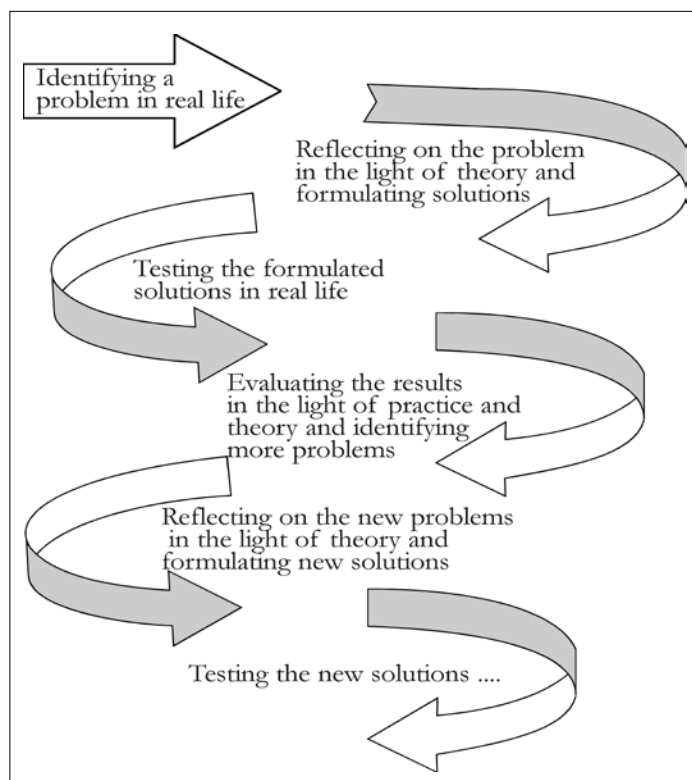 Identifying a
problem in real life
Reflecting on the problem
in the light of theory and
formulating solutions
Testing the formulated
solutions in real life
Evaluating the results
in the light of practice and
theory and identifying
more problems
Reflecting on the new problems
in the light of theory and
formulating new solutions
Testing the new solutions ....